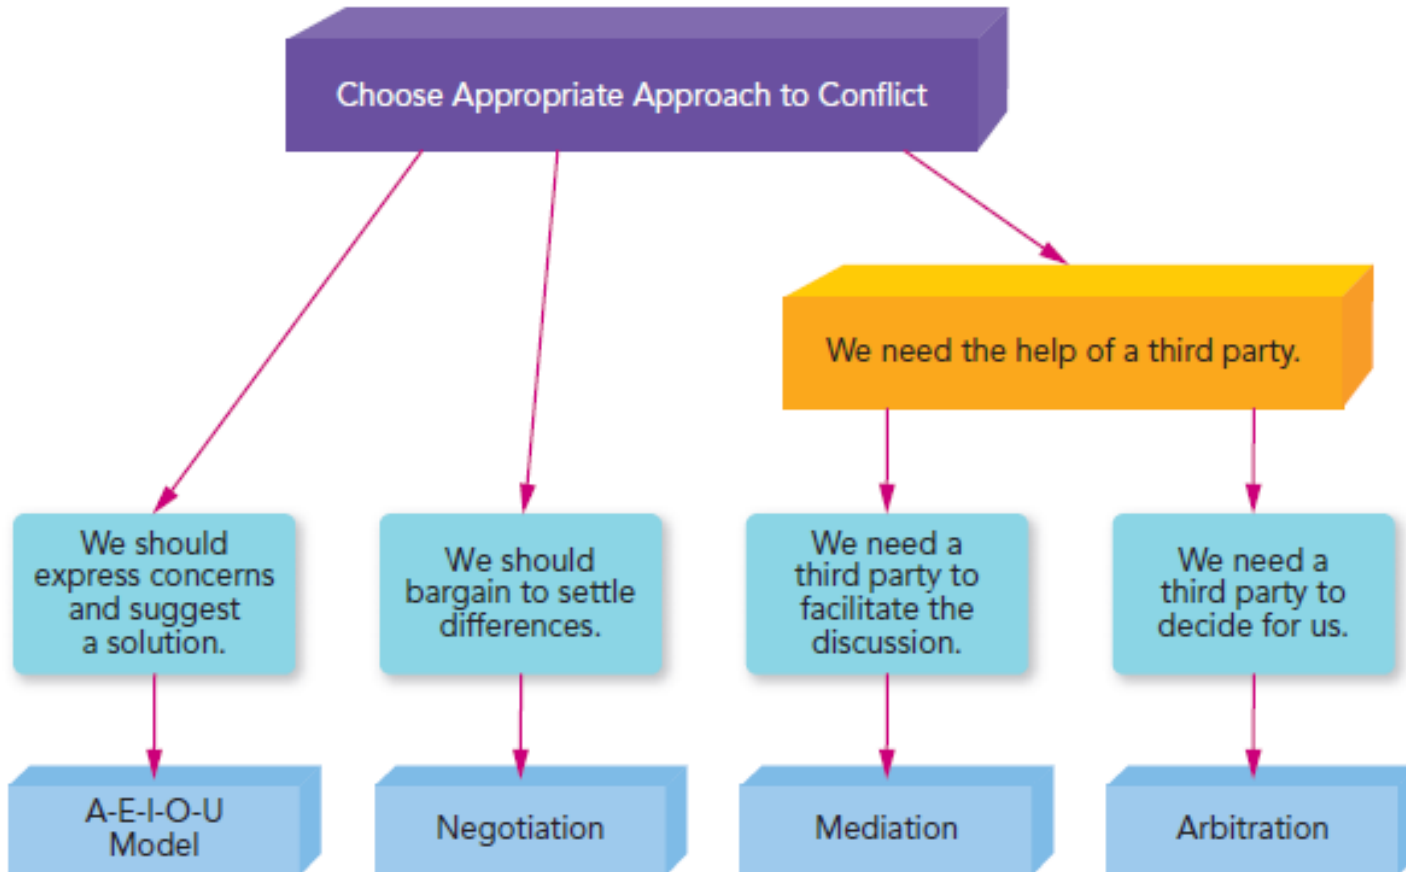 Choose Appropriate Approach to Conflict
We need the help of a third party.
We should
express concerns
and suggest
a solution.
We should
bargain to settle
differences.
We need a
third party to
facilitate the
discussion.
We need a
third party to
decide for us.
A-E-I-O-U
Model
Negotiation
Mediation
Arbitration